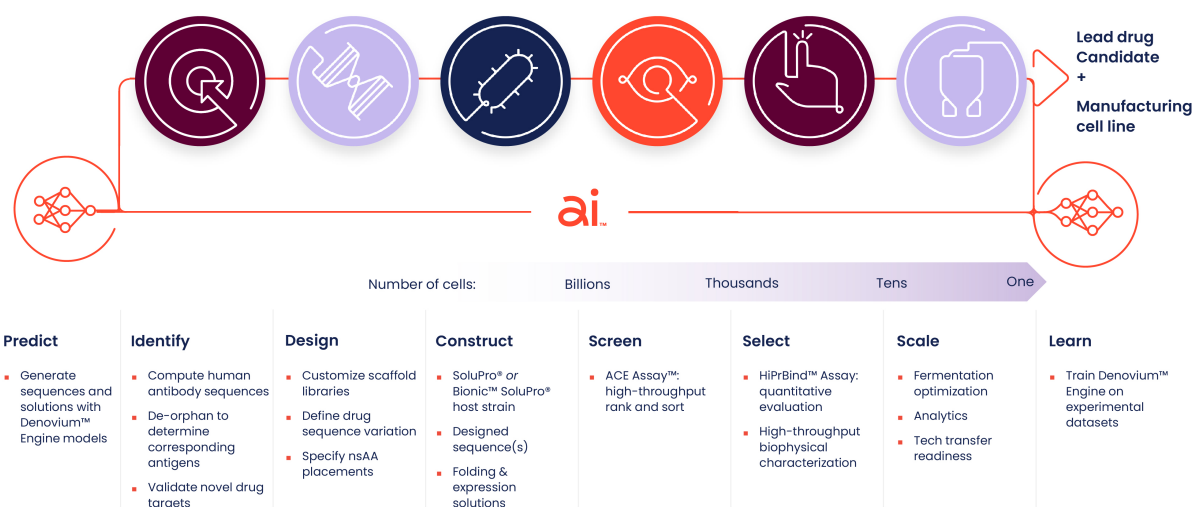 Lead drug
Candidate
+
Manufacturing
cell line
ai™
Number of cells:
Billions
Thousands
Tens
One
Predict
Generate
sequences and
solutions with
Denovium™
Engine models
Identify
Compute human
antibody sequences
De-orphan to
determine
corresponding
antigens
Validate novel drug
targets
Design
Customize scaffold
libraries
Define drug
sequence variation
Specify nsAA
placements
Construct
SoluPro® or
Bionic™ SoluPro®
host strain
Designed
sequence(s)
Folding &
expression
solutions
Screen
ACE Assay™:
high-throughput
rank and sort
Select
HiPrBind™ Assay:
quantitative
evaluation
High-throughput
biophysical
characterization
Scale
Fermentation
optimization
Analytics
Tech transfer
readiness
Learn
Train Denovium™
Engine on
experimental
datasets